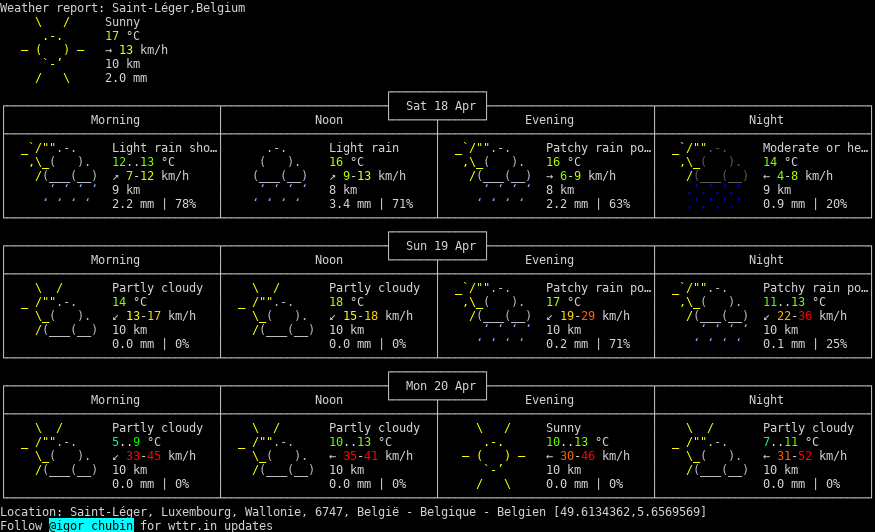 Weather report: Saint-Léger,Belgium
Sunny
17 °C
→ 13 km/h
10 km
2.0 mm
Sat 18 Apr
Morning Noon Evening Night
Light rain sho… Light rain Patchy rain po… Moderate or he…
12..13 °C 16 °C 16 °C 14 °C
↗ 7-12 km/h ↗ 9-13 km/h → 6-9 km/h ← 4-8 km/h
9 km 8 km 8 km 9 km
2.2 mm | 78% 3.4 mm | 71% 2.2 mm | 63% 0.9 mm | 20%
Sun 19 Apr
Morning Noon Evening Night
Partly cloudy Partly cloudy Patchy rain po… Patchy rain po…
14 °C 18 °C 17 °C 11..13 °C
↙ 13-17 km/h ↙ 15-18 km/h ↙ 19-29 km/h ↙ 22-36 km/h
10 km 10 km 10 km 10 km
0.0 mm | 0% 0.0 mm | 0% 0.2 mm | 71% 0.1 mm | 25%
Mon 20 Apr
Morning Noon Evening Night
Partly cloudy Partly cloudy Sunny Partly cloudy
5..9 °C 10..13 °C 10..13 °C 7..11 °C
↙ 33-45 km/h ← 35-41 km/h ← 30-46 km/h ← 31-52 km/h
10 km 10 km 10 km 10 km
0.0 mm | 0% 0.0 mm | 0% 0.0 mm | 0% 0.0 mm | 0%
Location: Saint-Léger, Luxembourg, Wallonie, 6747, België - Belgique - Belgien [49.6134362,5.6569569]
Follow @igor_chubin for wttr.in updates